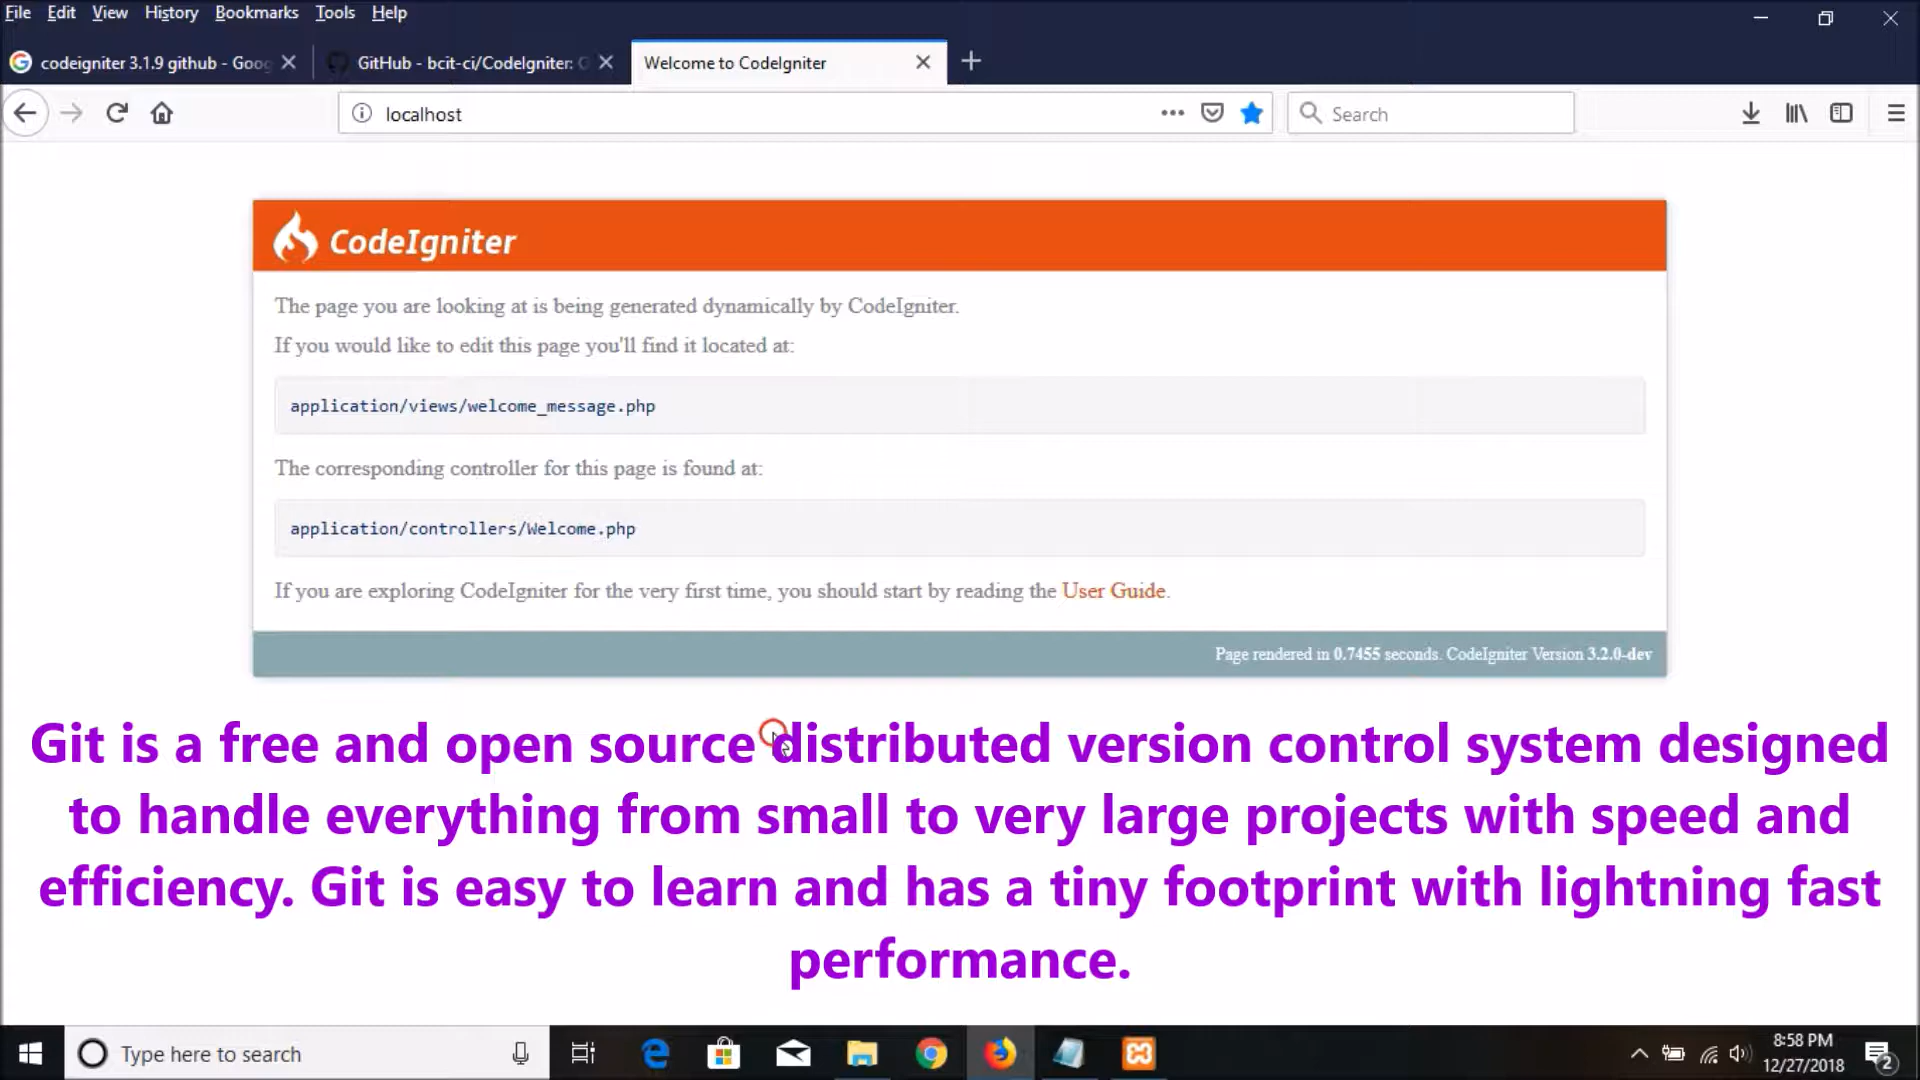 File Edit View History Bookmarks Tools Help
codeigniter 3.1.9 github - Goog
GitHub - bcit-ci/CodeIgniter: G
Welcome to CodeIgniter
localhost
Search
CodeIgniter
The page you are looking at is being generated dynamically by CodeIgniter.
If you would like to edit this page you'll find it located at:
application/views/welcome_message.php
The corresponding controller for this page is found at:
application/controllers/Welcome.php
If you are exploring CodeIgniter for the very first time, you should start by reading the User Guide.
Page rendered in 0.7455 seconds. CodeIgniter Version 3.2.0-dev
Git is a free and open source distributed version control system designed
to handle everything from small to very large projects with speed and
efficiency. Git is easy to learn and has a tiny footprint with lightning fast
performance.
Type here to search
8:58 PM
12/27/2018
2